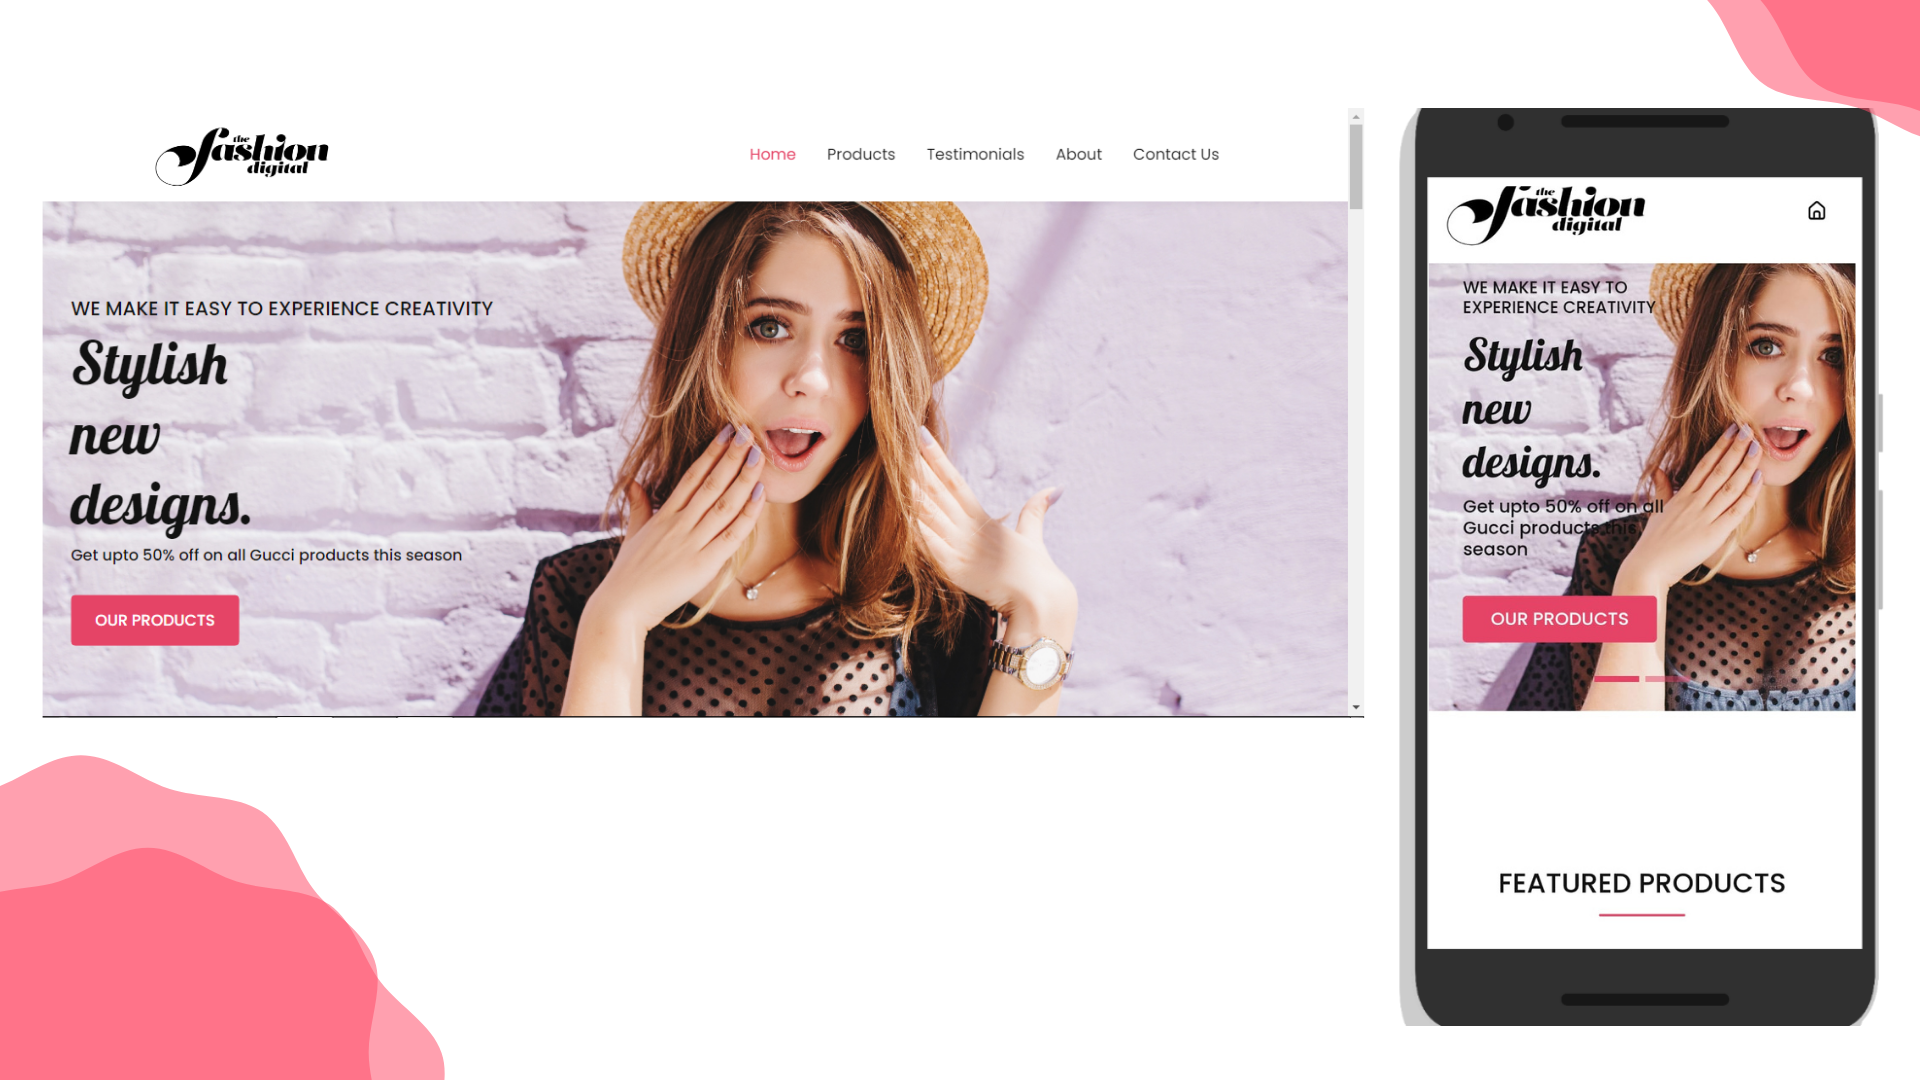 the
fashion
digital
Home Products Testimonials About Contact Us
WE MAKE IT EASY TO EXPERIENCE CREATIVITY
Stylish
new
designs.
Get upto 50% off on all Gucci products this season
OUR PRODUCTS
the
fashion
digital
WE MAKE IT EASY TO
EXPERIENCE CREATIVITY
Stylish
new
designs.
Get upto 50% off on all
Gucci products this
season
OUR PRODUCTS
FEATURED PRODUCTS